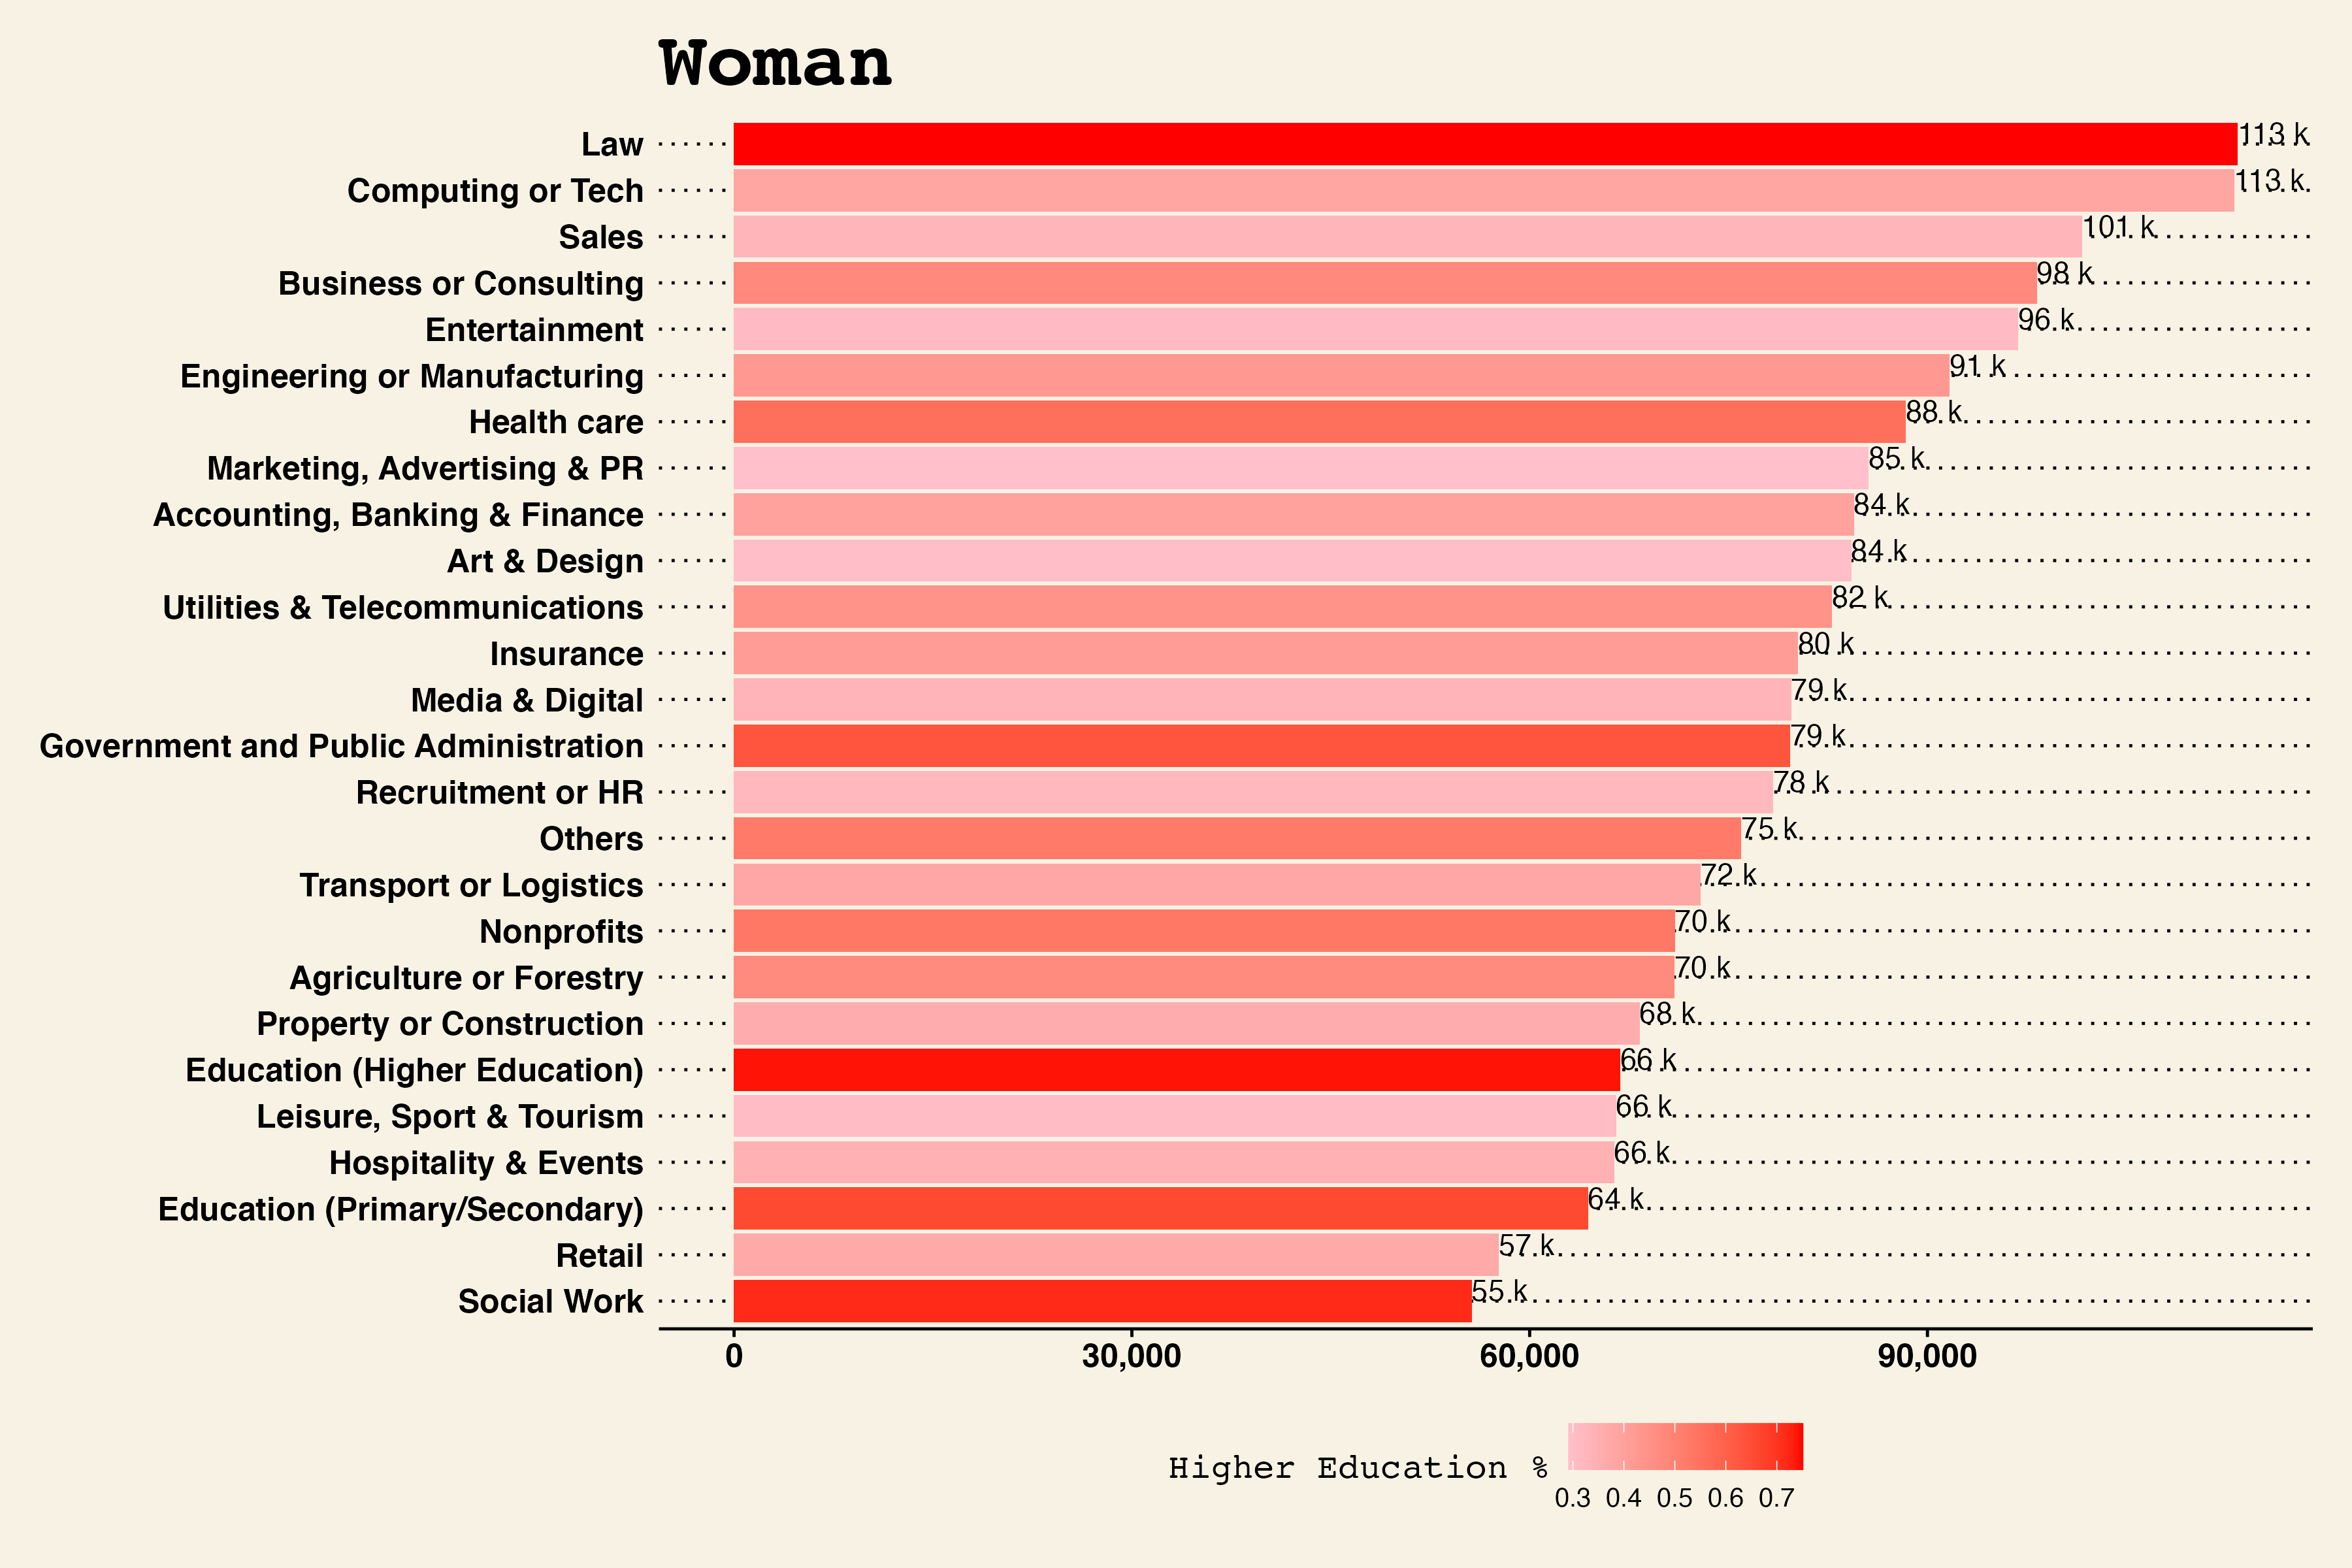 Woman
Law 113 k
Computing or Tech 113 k
Sales 101 k
Business or Consulting 98 k
Entertainment 96 k
Engineering or Manufacturing 91 k
Health care 88 k
Marketing, Advertising & PR 85 k
Accounting, Banking & Finance 84 k
Art & Design 84 k
Utilities & Telecommunications 82 k
Insurance 80 k
Media & Digital 79 k
Government and Public Administration 79 k
Recruitment or HR 78 k
Others 75 k
Transport or Logistics 72 k
Nonprofits 70 k
Agriculture or Forestry 70 k
Property or Construction 68 k
Education (Higher Education) 66 k
Leisure, Sport & Tourism 66 k
Hospitality & Events 66 k
Education (Primary/Secondary) 64 k
Retail 57 k
Social Work 55 k
0 30,000 60,000 90,000
Higher Education %
0.3 0.4 0.5 0.6 0.7